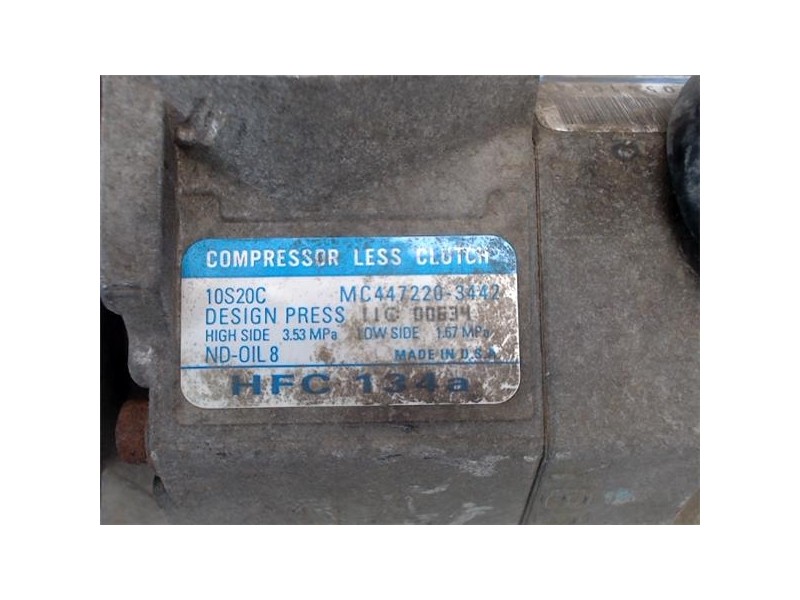 COMPRESSOR LESS CLUTCH
10S20C MC447220-3442
DESIGN PRESS 11C 00634
HIGH SIDE 3.53 MPa LOW SIDE 1.67 MPa
ND-OIL 8 MADE IN U.S.A.
HFC 134a